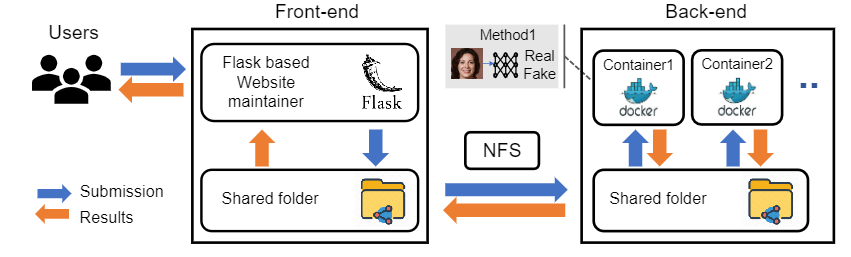 Front-end
Back-end
Users
Flask based
Website
maintainer
Flask
Method1
Real
Fake
Container1
docker
Container2
docker
..
NFS
Shared folder
Shared folder
Submission
Results